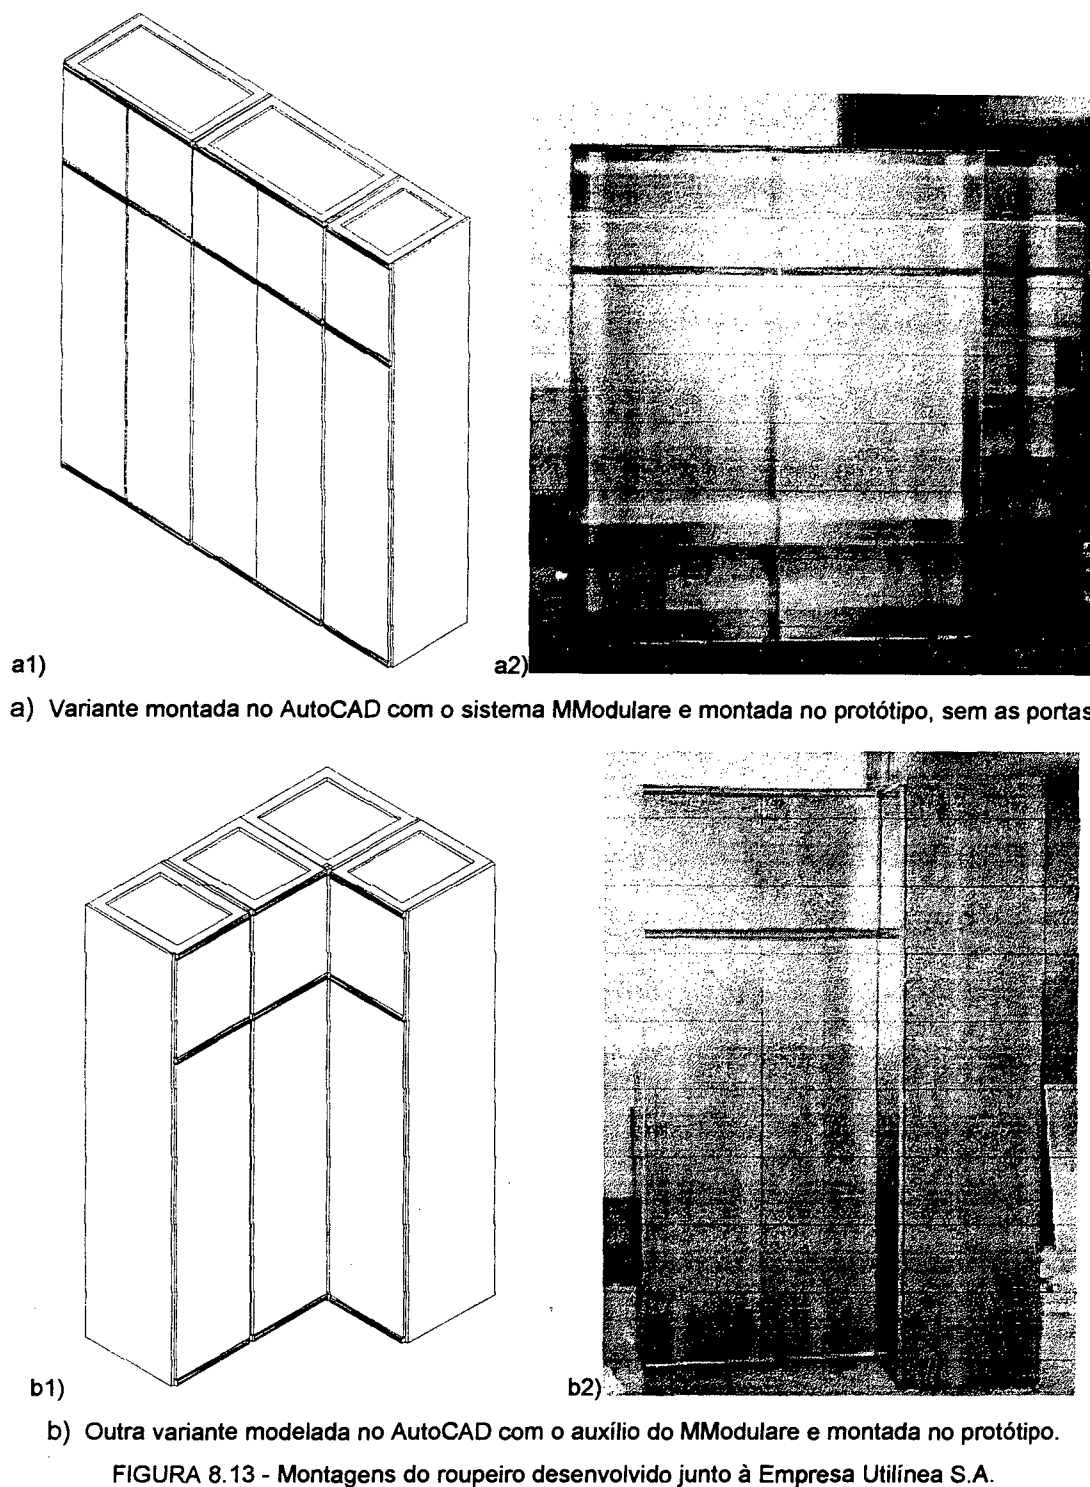 a1)
a2)
a) Variante montada no AutoCAD com o sistema MModulare e montada no protótipo, sem as portas
b1)
b2)
b) Outra variante modelada no AutoCAD com o auxílio do MModulare e montada no protótipo.
FIGURA 8.13 - Montagens do roupeiro desenvolvido junto à Empresa Utilínea S.A.